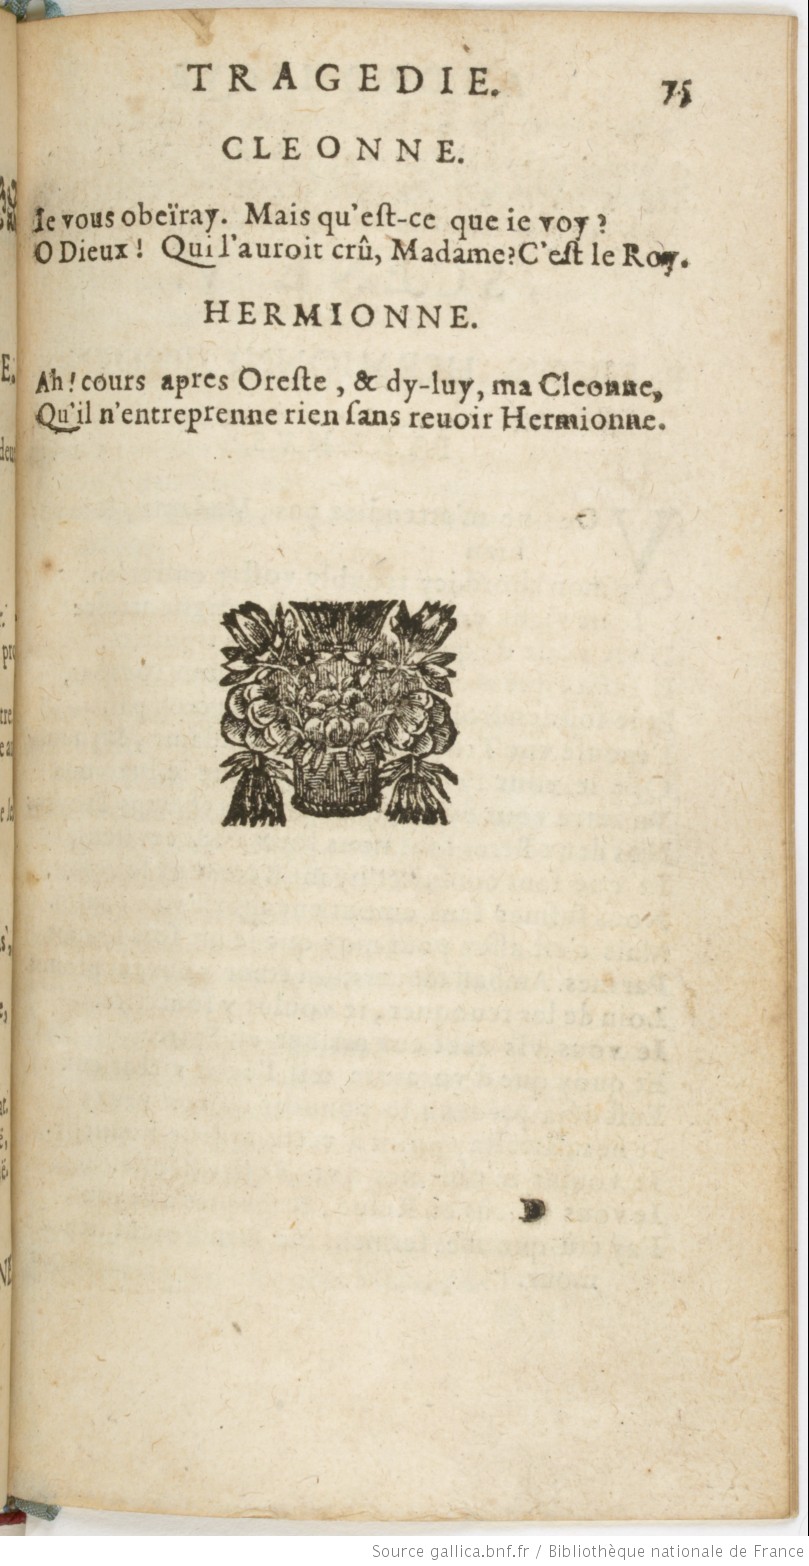 TRAGEDIE. 75
CLEONNE.
Ie vous obeïray. Mais qu'eſt-ce que ie voy?
O Dieux! Qui l'auroit crû, Madame? C'eſt le Roy.
HERMIONNE.
Ah! cours apres Oreſte, & dy-luy, ma Cleonne,
Qu'il n'entreprenne rien ſans reuoir Hermionne.
D
Source gallica.bnf.fr / Bibliothèque nationale de France